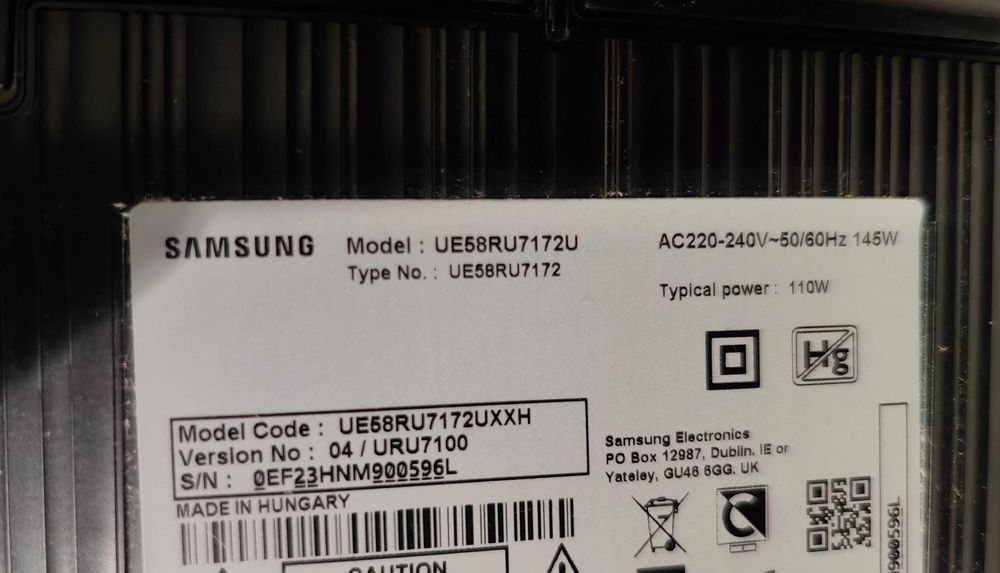 SAMSUNG
Model : UE58RU7172U
Type No. : UE58RU7172
AC220-240V~50/60Hz 145W
Typical power : 110W
Hg
Model Code : UE58RU7172UXXH
Version No : 04 / URU7100
S/N : 0EF23HNM900596L
MADE IN HUNGARY
Samsung Electronics
PO Box 12987, Dublin. IE or
Yateley, GU46 6GG. UK
C
900596L
CAUTION